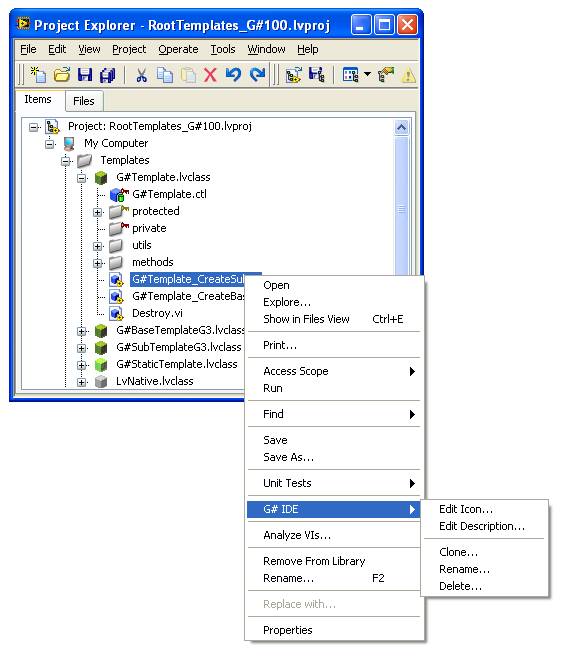 Project Explorer - RootTemplates_G#100.lvproj
File Edit View Project Operate Tools Window Help
Items Files
Project: RootTemplates_G#100.lvproj
My Computer
Templates
G#Template.lvclass
G#Template.ctl
protected
private
utils
methods
G#Template_CreateSu
G#Template_CreateBas
Destroy.vi
G#BaseTemplateG3.lvclass
G#SubTemplateG3.lvclass
G#StaticTemplate.lvclass
LvNative.lvclass
Open
Explore...
Show in Files View Ctrl+E
Print...
Access Scope
Run
Find
Save
Save As...
Unit Tests
G# IDE
Analyze VIs...
Remove From Library
Rename... F2
Replace with...
Properties
Edit Icon...
Edit Description...
Clone...
Rename...
Delete...